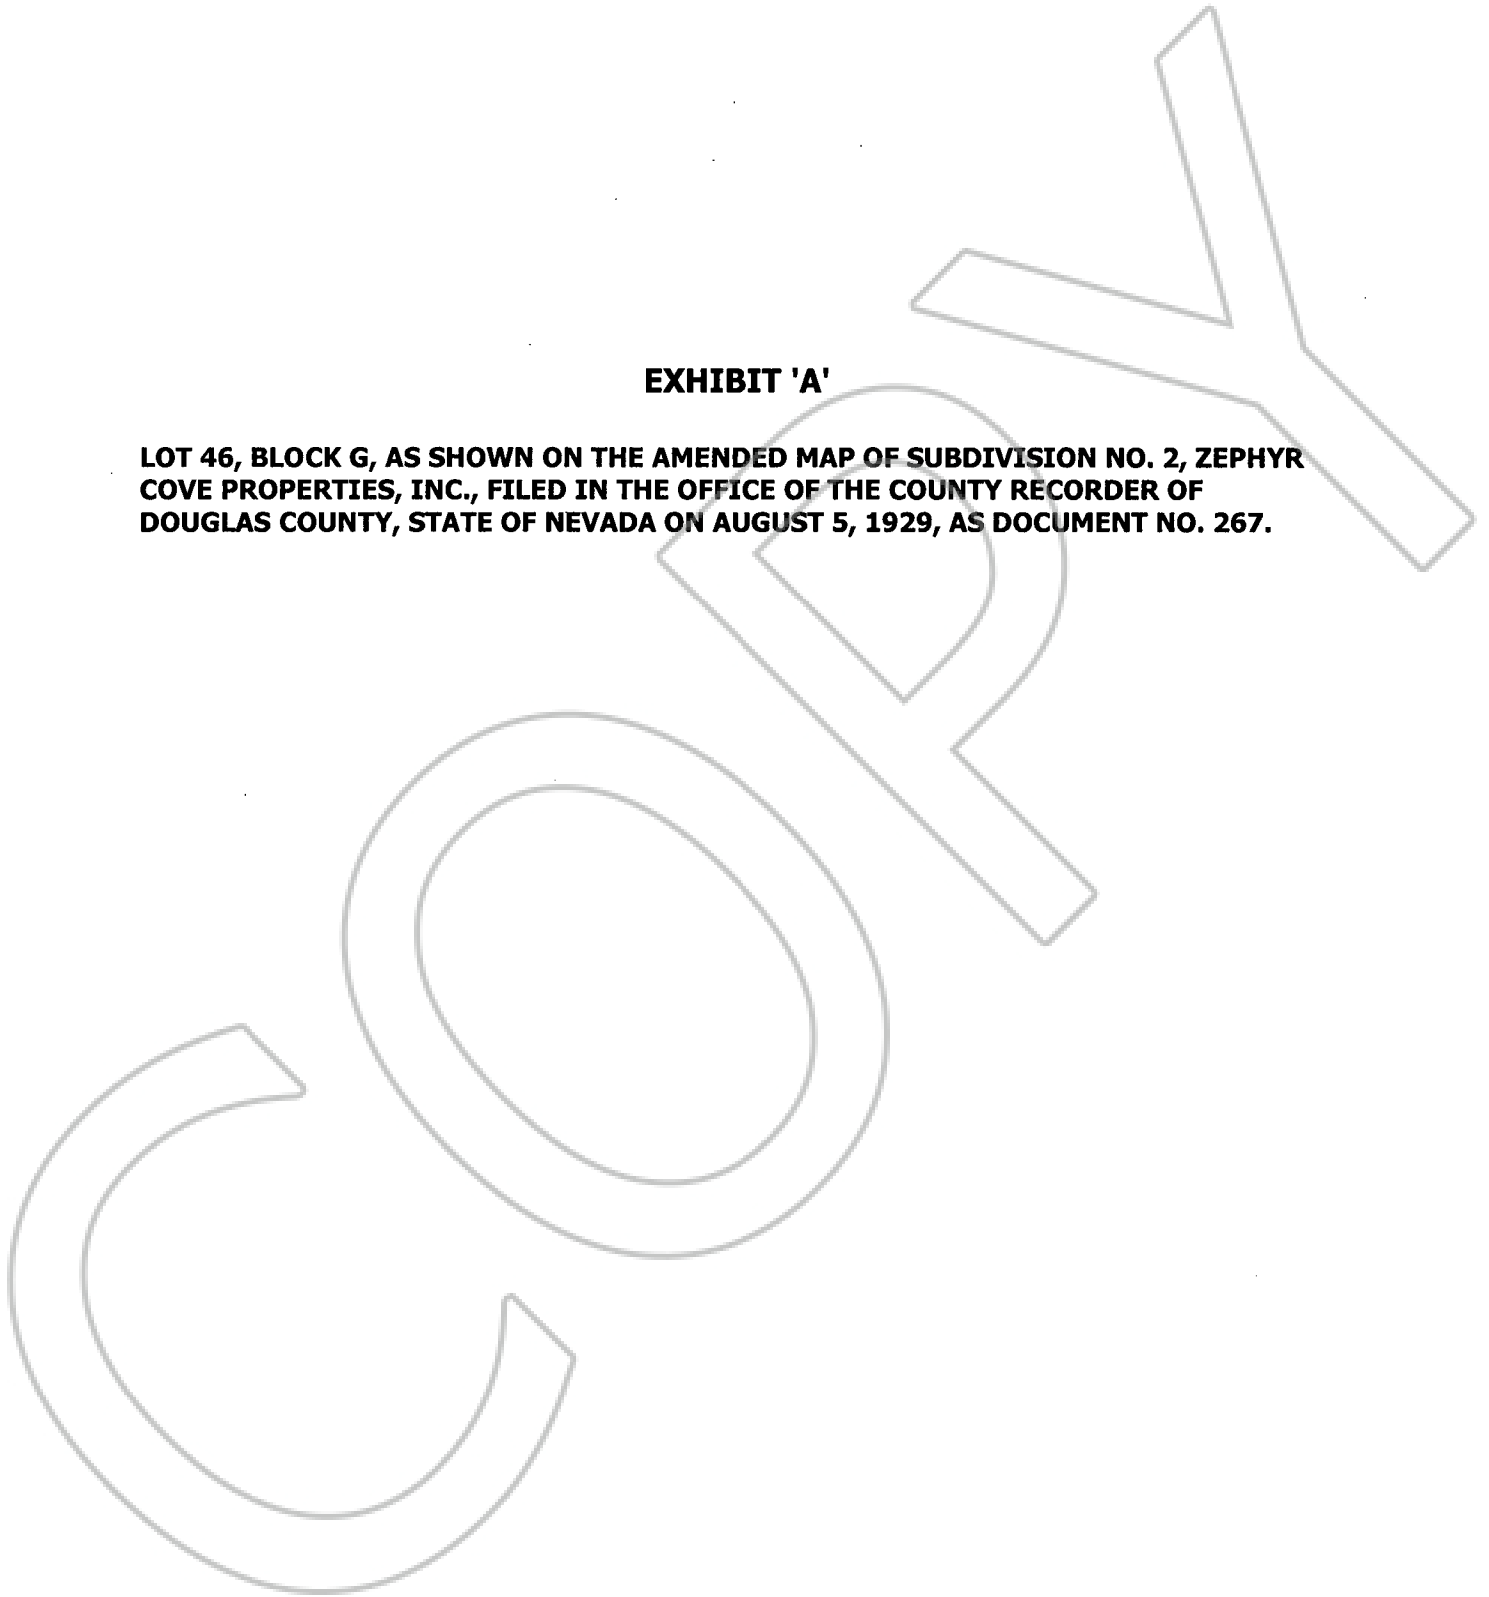 EXHIBIT 'A'
LOT 46, BLOCK G, AS SHOWN ON THE AMENDED MAP OF SUBDIVISION NO. 2, ZEPHYR
COVE PROPERTIES, INC., FILED IN THE OFFICE OF THE COUNTY RECORDER OF
DOUGLAS COUNTY, STATE OF NEVADA ON AUGUST 5, 1929, AS DOCUMENT NO. 267.
COPY